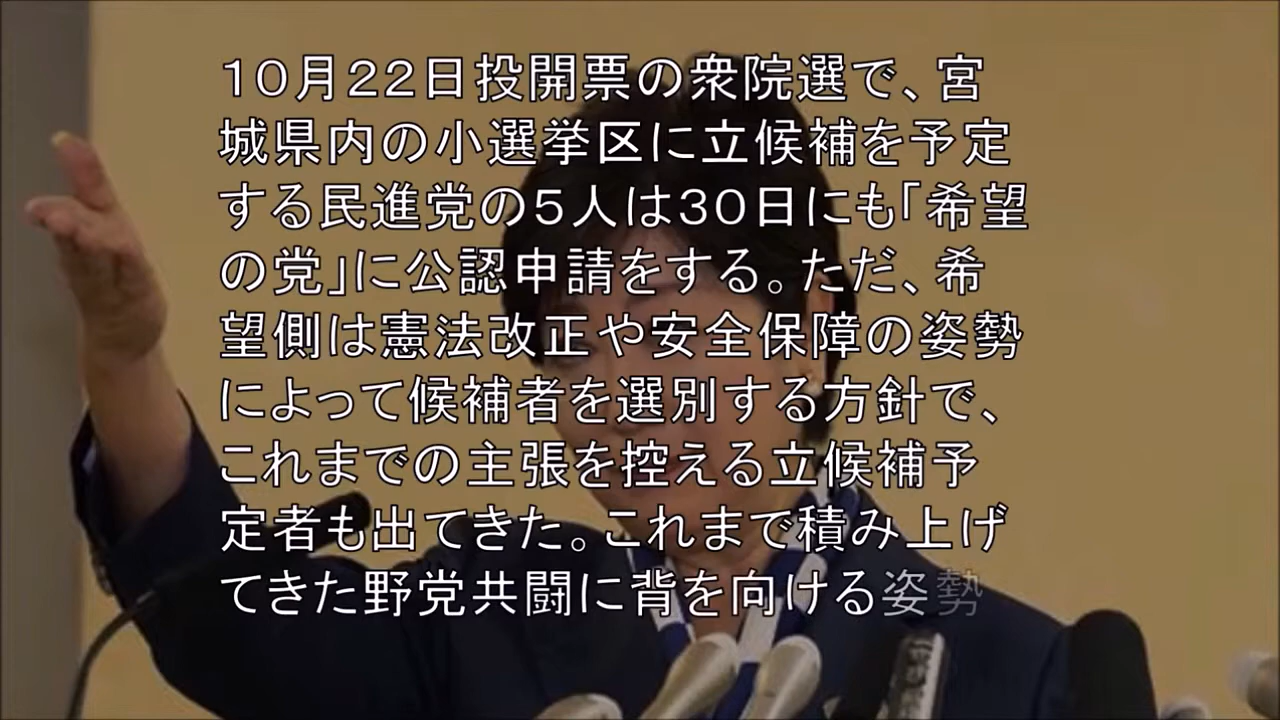 １０月２２日投開票の衆院選で、宮
城県内の小選挙区に立候補を予定
する民進党の５人は３０日にも「希望
の党」に公認申請をする。ただ、希
望側は憲法改正や安全保障の姿勢
によって候補者を選別する方針で、
これまでの主張を控える立候補予
定者も出てきた。これまで積み上げ
てきた野党共闘に背を向ける姿勢